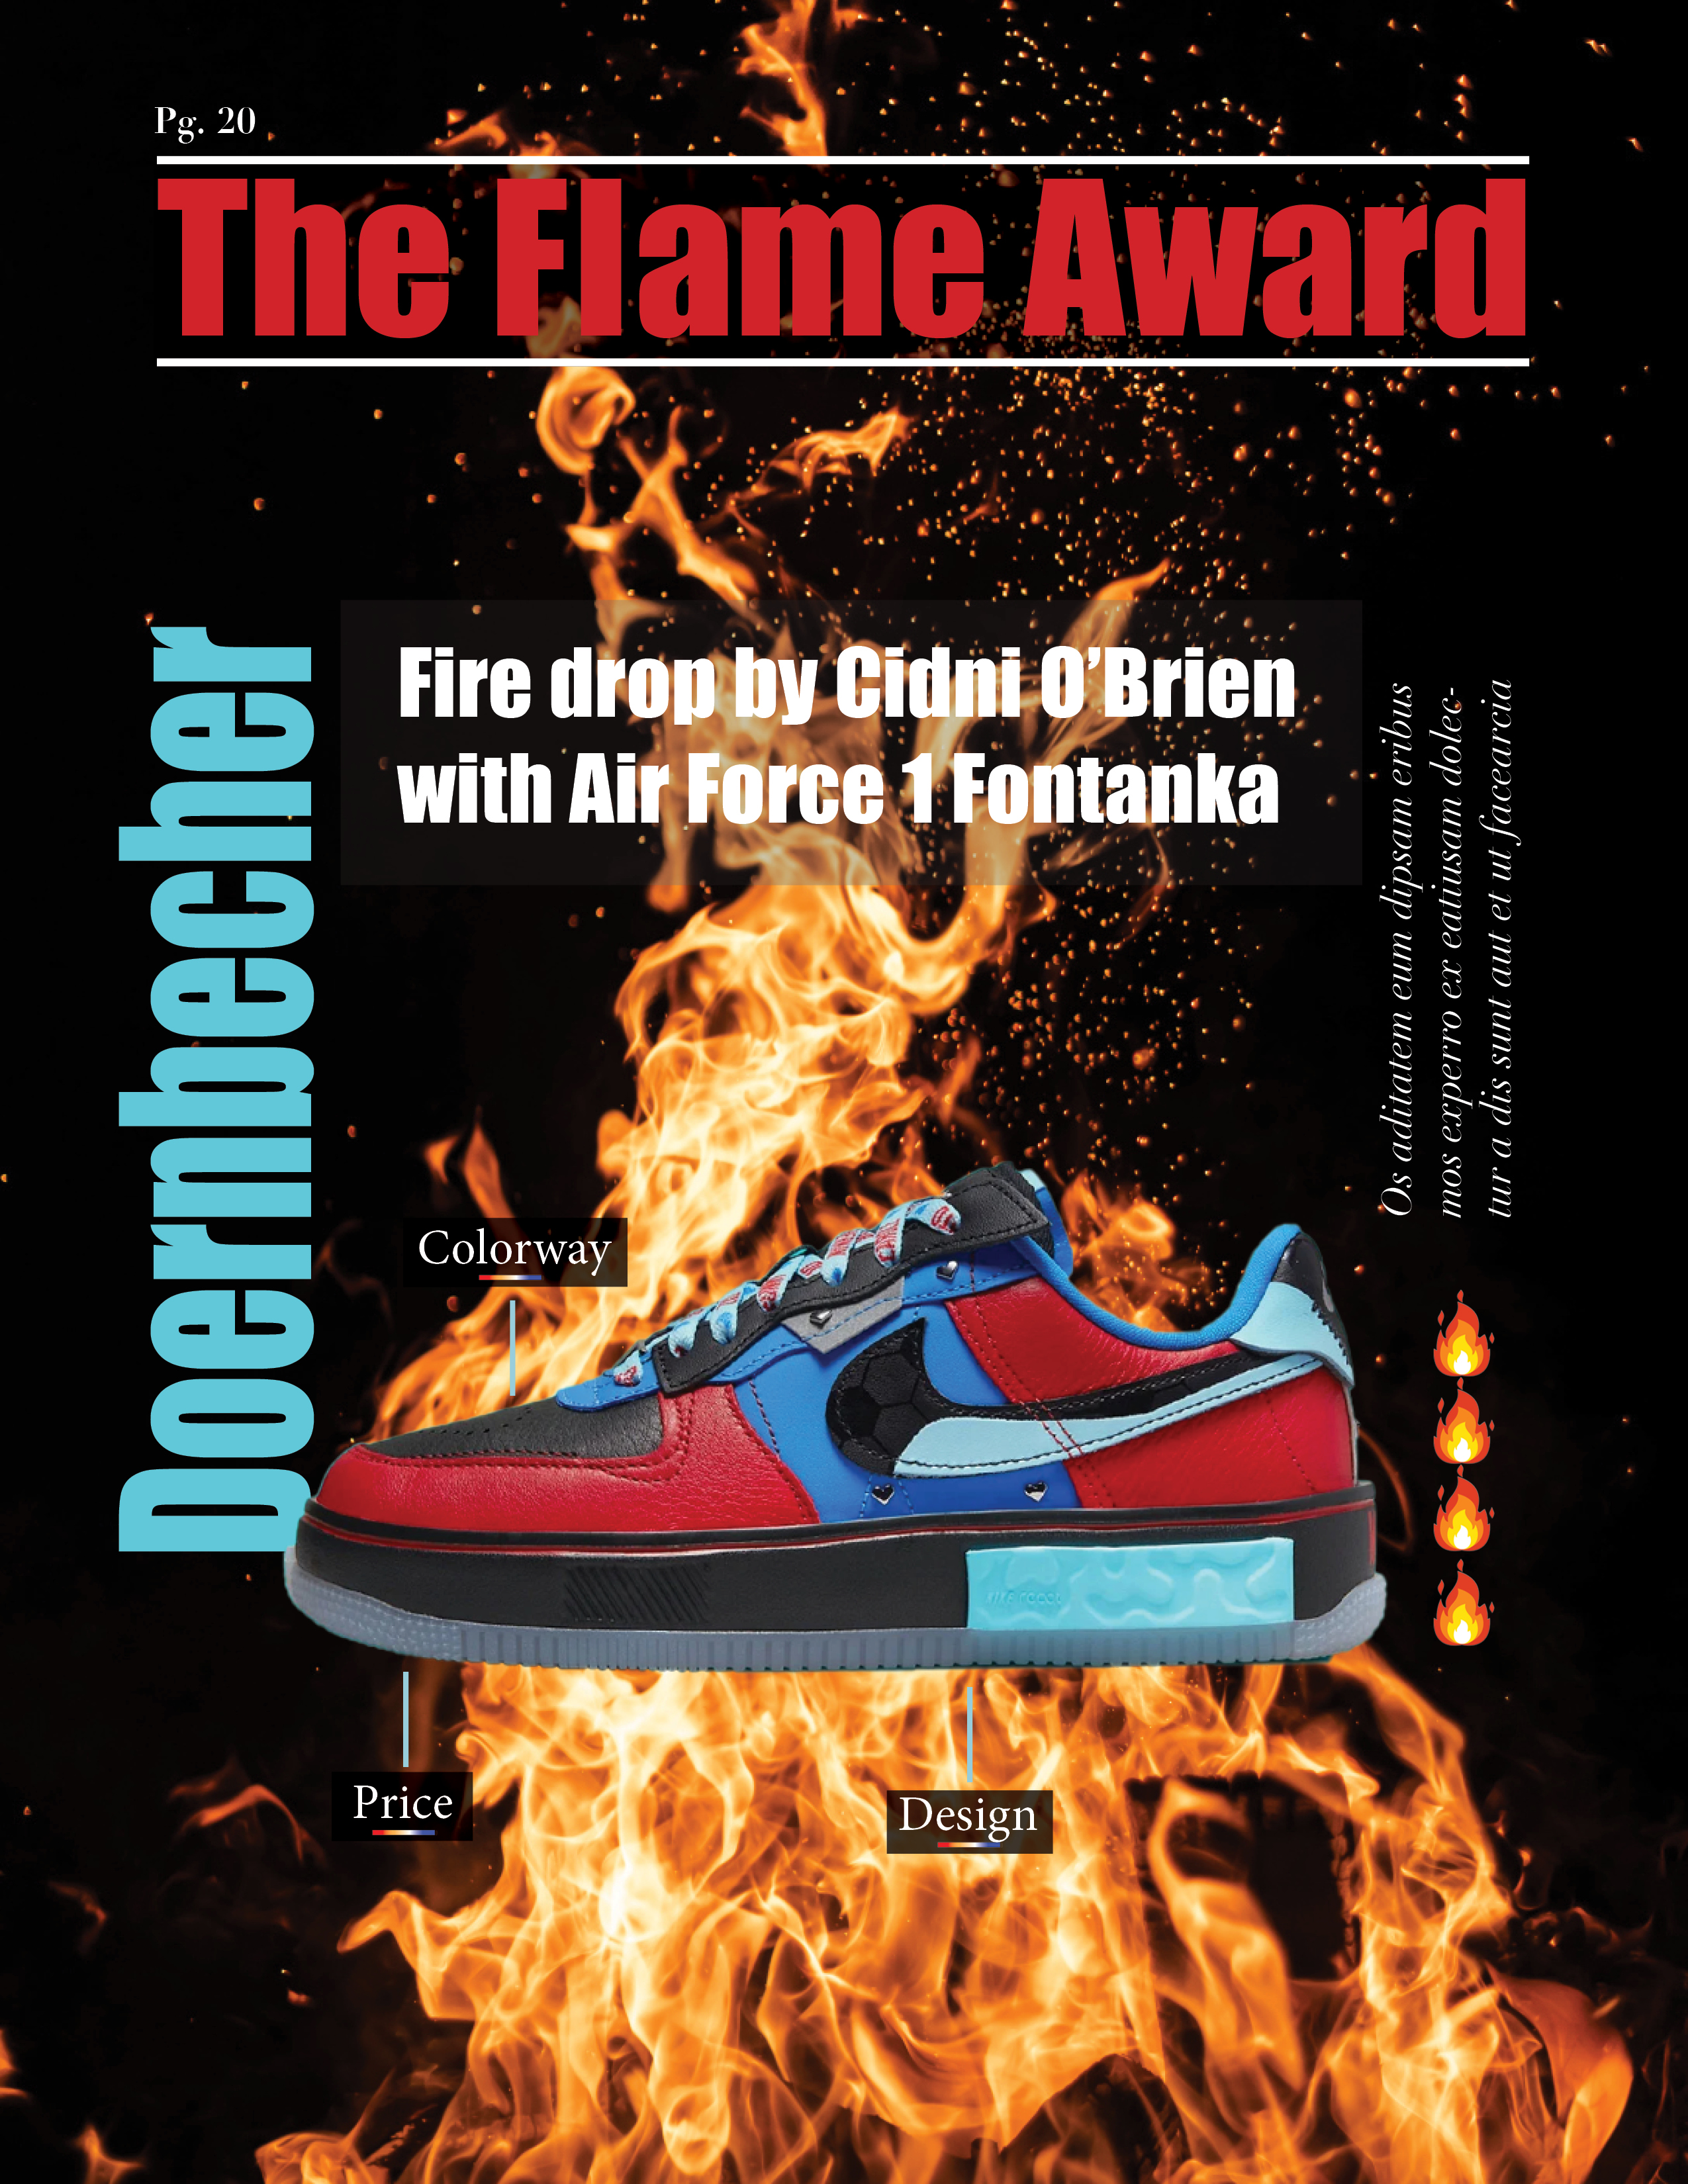 Pg. 20
The Flame Award
Fire drop by Cidni O’Brien
with Air Force 1 Fontanka
Doernbecher
Os aditatem eum dipsam eribus
mos experro ex eatiusam dolec-
tur a dis sunt aut et ut facearcia
Colorway
Price
Design